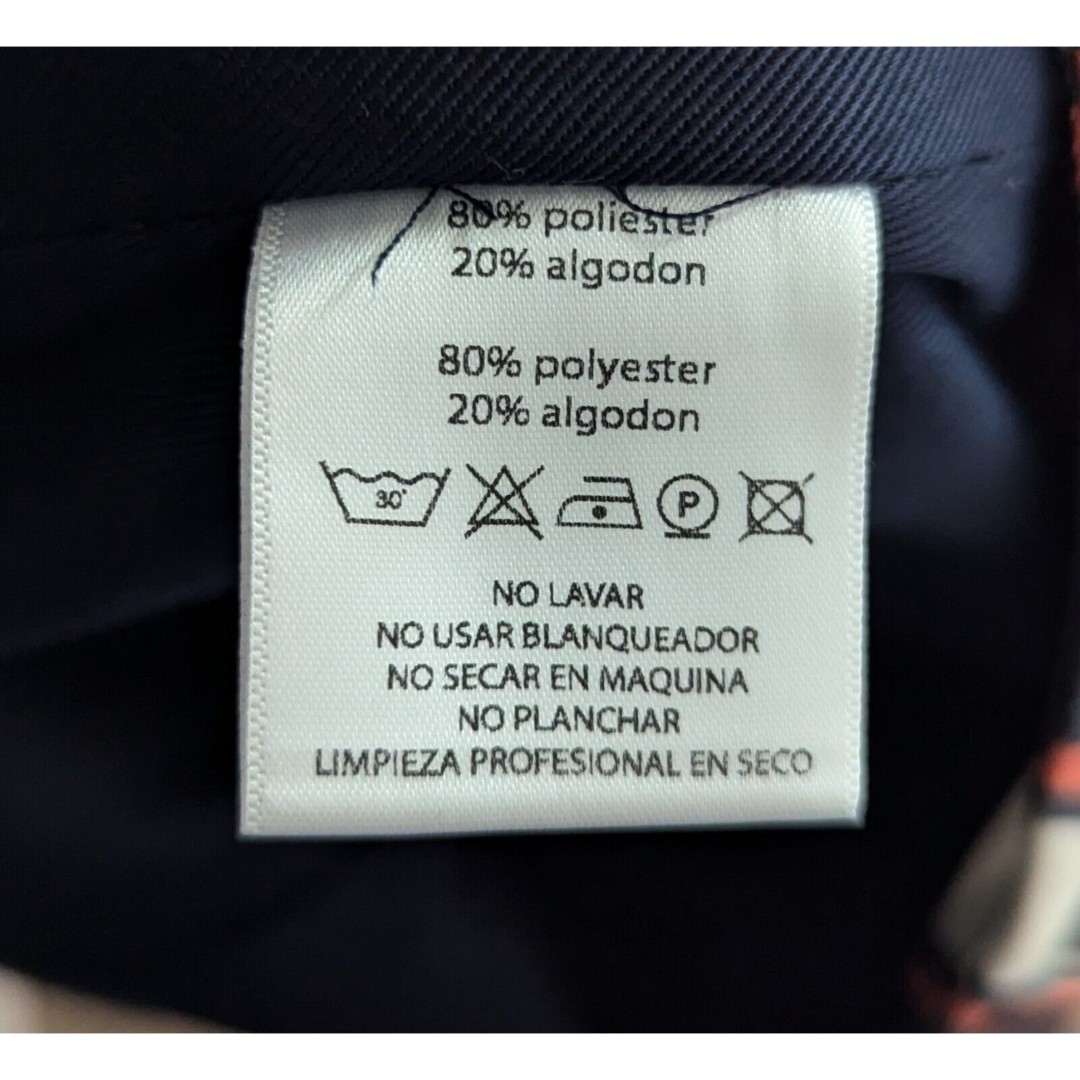 80% poliester
20% algodon
80% polyester
20% algodon
30°
P
NO LAVAR
NO USAR BLANQUEADOR
NO SECAR EN MAQUINA
NO PLANCHAR
LIMPIEZA PROFESIONAL EN SECO